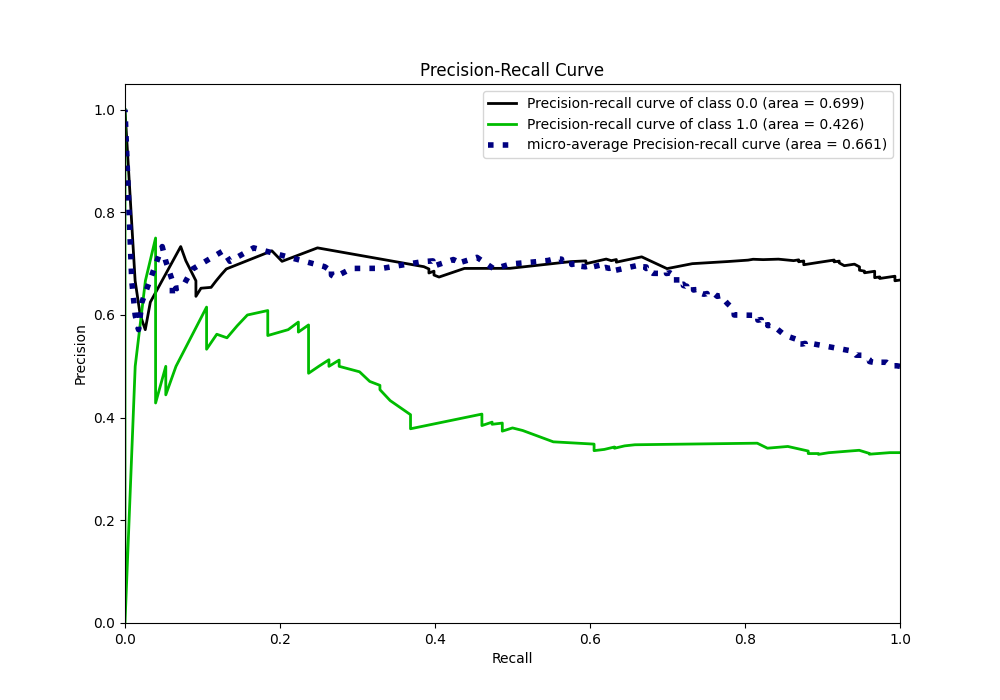 Precision-Recall Curve
Precision-recall curve of class 0.0 (area = 0.699)
Precision-recall curve of class 1.0 (area = 0.426)
micro-average Precision-recall curve (area = 0.661)
1.0
0.8
0.6
0.4
0.2
0.0
Precision
0.0 0.2 0.4 0.6 0.8 1.0
Recall